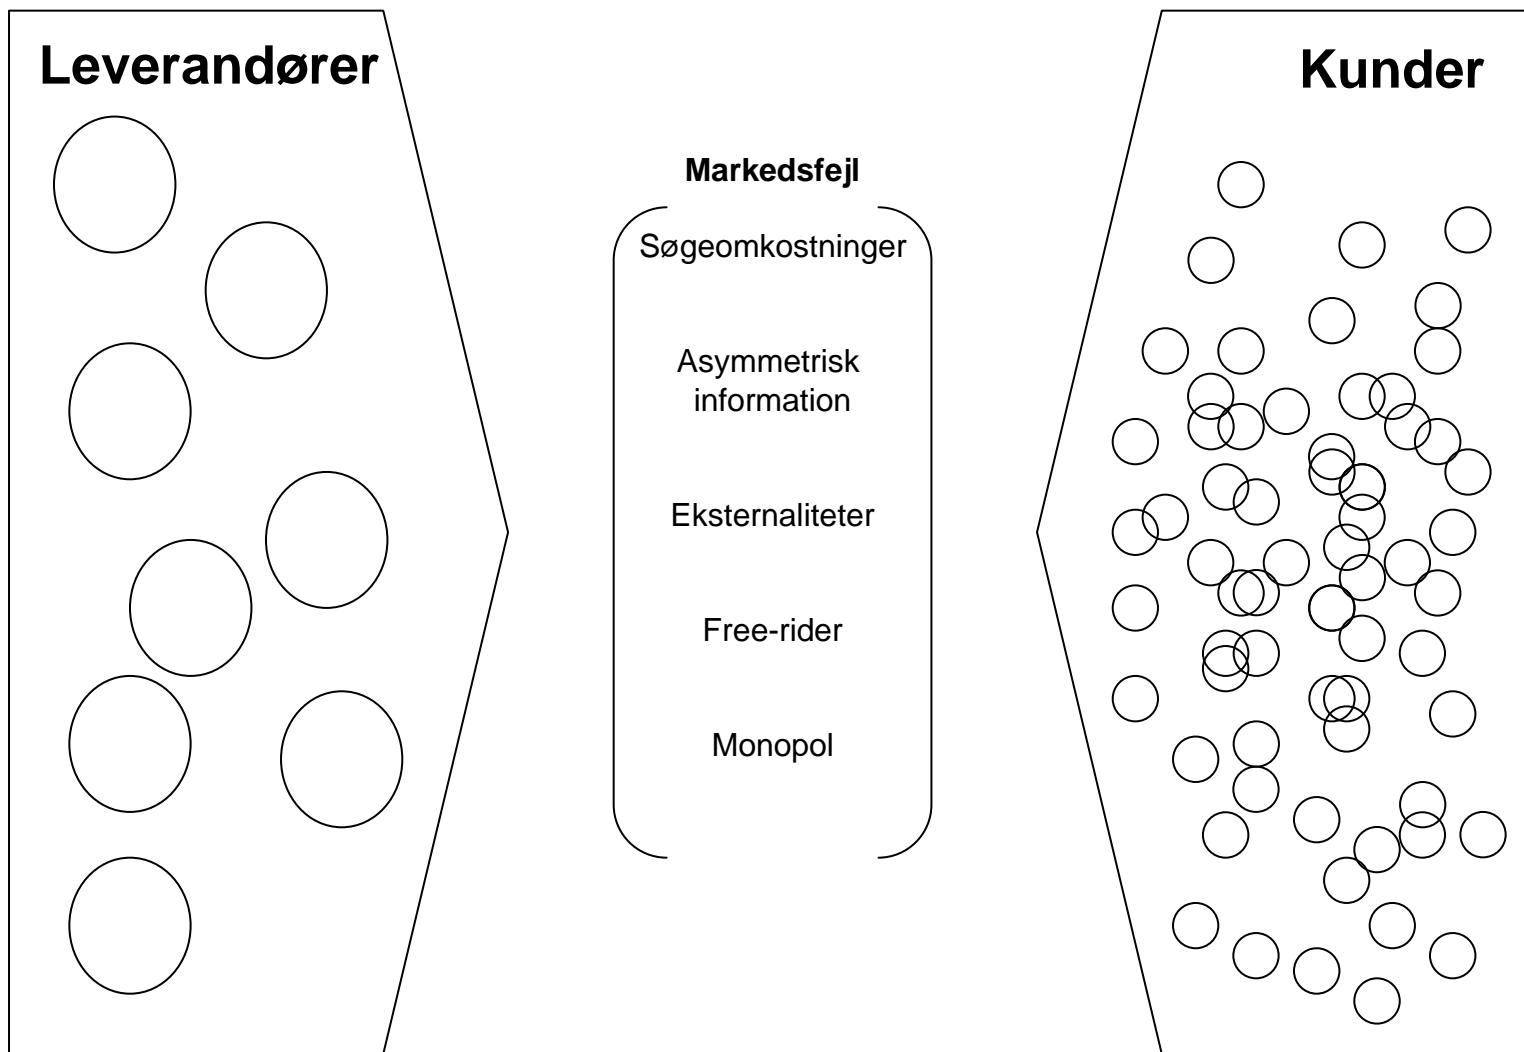 Leverandører
Kunder
Markedsfejl
Søgeomkostninger
Asymmetrisk
information
Eksternaliteter
Free-rider
Monopol